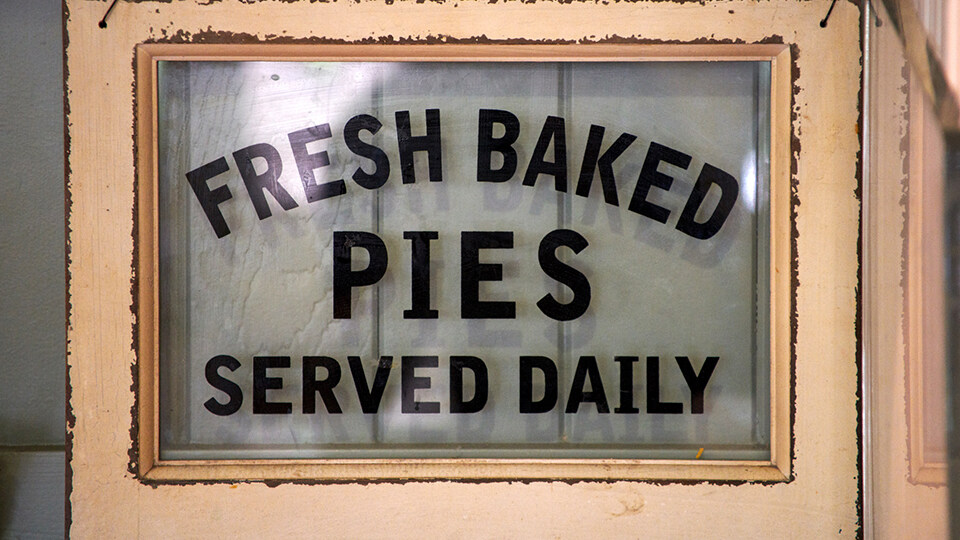 FRESH BAKED
PIES
SERVED DAILY